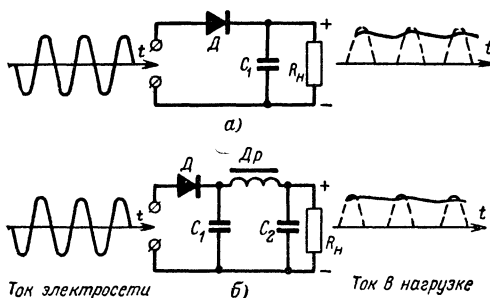 t
Д
C₁
Rн
+
−
t
а)
t
Д
Др
C₁
C₂
Rн
+
−
t
Ток электросети
б)
Ток в нагрузке